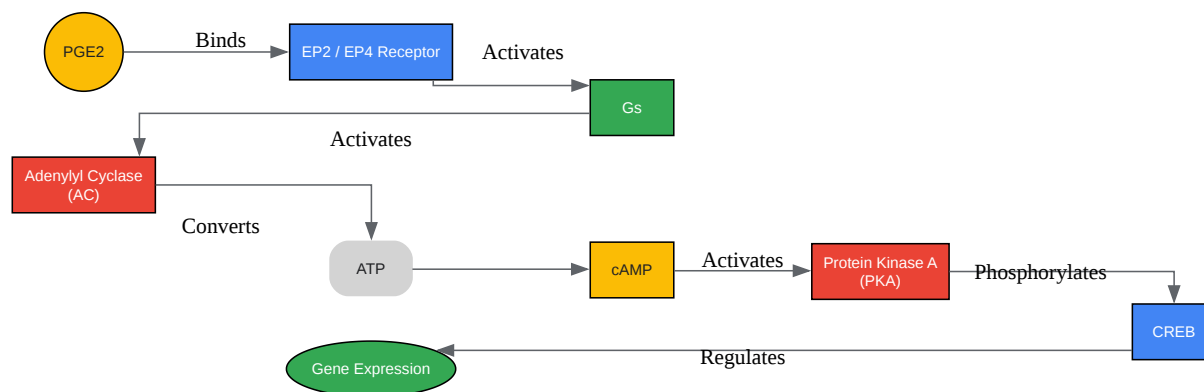 PGE2
Binds
EP2 / EP4 Receptor
Activates
Gs
Activates
Adenylyl Cyclase
(AC)
Converts
ATP
cAMP
Activates
Protein Kinase A
(PKA)
Phosphorylates
CREB
Regulates
Gene Expression